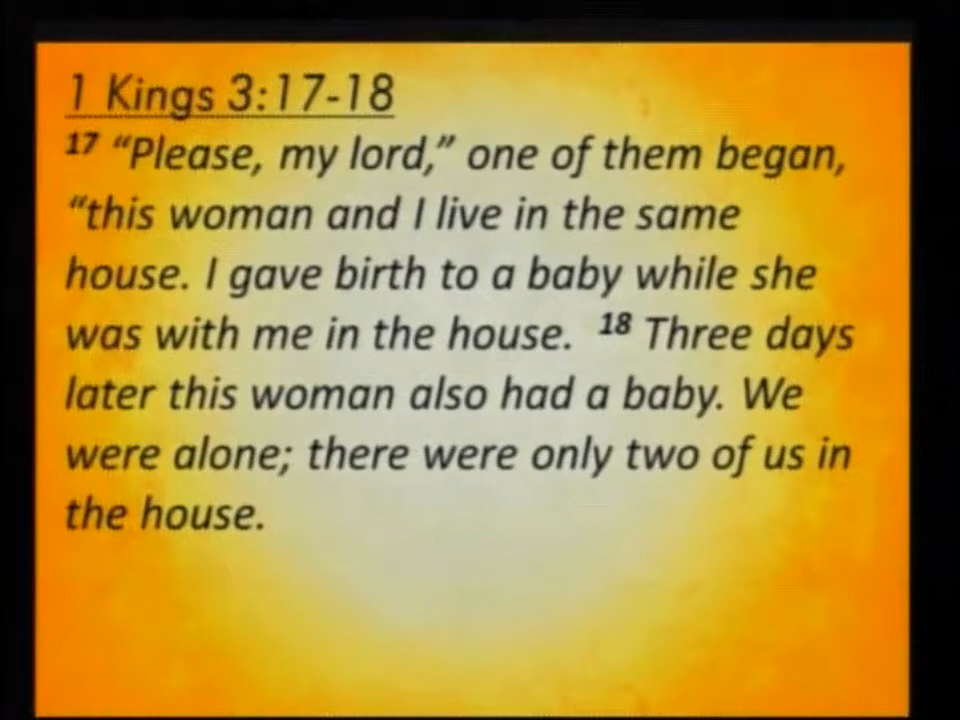 1 Kings 3:17-18
17 “Please, my lord,” one of them began,
“this woman and I live in the same
house. I gave birth to a baby while she
was with me in the house. 18 Three days
later this woman also had a baby. We
were alone; there were only two of us in
the house.